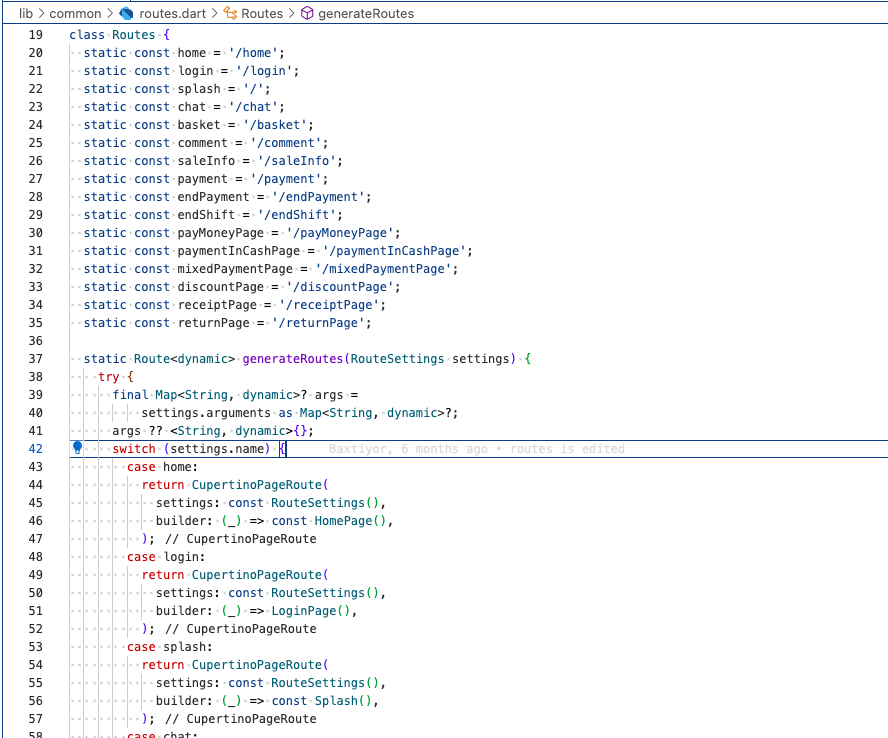 lib > common > routes.dart > Routes > generateRoutes
19 class Routes {
20 static const home = '/home';
21 static const login = '/login';
22 static const splash = '/';
23 static const chat = '/chat';
24 static const basket = '/basket';
25 static const comment = '/comment';
26 static const saleInfo = '/saleInfo';
27 static const payment = '/payment';
28 static const endPayment = '/endPayment';
29 static const endShift = '/endShift';
30 static const payMoneyPage = '/payMoneyPage';
31 static const paymentInCashPage = '/paymentInCashPage';
32 static const mixedPaymentPage = '/mixedPaymentPage';
33 static const discountPage = '/discountPage';
34 static const receiptPage = '/receiptPage';
35 static const returnPage = '/returnPage';
36
37 static Route<dynamic> generateRoutes(RouteSettings settings) {
38 try {
39 final Map<String, dynamic>? args =
40 settings.arguments as Map<String, dynamic>?;
41 args ?? <String, dynamic>{};
42 switch (settings.name) { Baxtiyor, 6 months ago • routes is edited
43 case home:
44 return CupertinoPageRoute(
45 settings: const RouteSettings(),
46 builder: (_) => const HomePage(),
47 ); // CupertinoPageRoute
48 case login:
49 return CupertinoPageRoute(
50 settings: const RouteSettings(),
51 builder: (_) => LoginPage(),
52 ); // CupertinoPageRoute
53 case splash:
54 return CupertinoPageRoute(
55 settings: const RouteSettings(),
56 builder: (_) => const Splash(),
57 ); // CupertinoPageRoute
58 case chat: